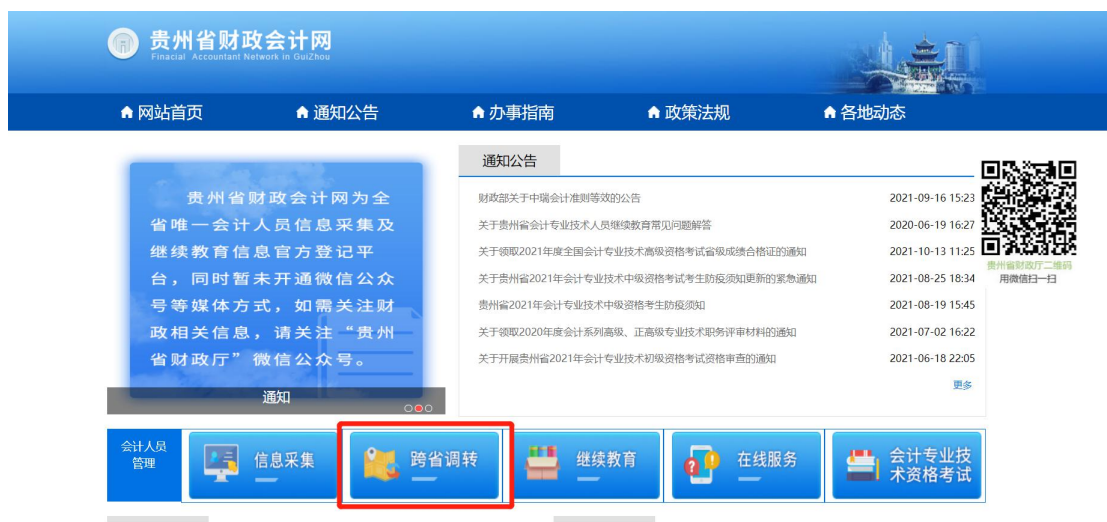 贵州省财政会计网
Finacial Accountant Network in GuiZhou
网站首页
通知公告
办事指南
政策法规
各地动态
贵州省财政会计网为全
省唯一会计人员信息采集及
继续教育信息官方登记平
台，同时暂未开通微信公众
号等媒体方式，如需关注财
政相关信息，请关注“贵州
省财政厅”微信公众号。
通知
通知公告
财政部关于中瑞会计准则等效的公告 2021-09-16 15:23
关于贵州省会计专业技术人员继续教育常见问题解答 2020-06-19 16:27
关于领取2021年度全国会计专业技术高级资格考试省级成绩合格证的通知 2021-10-13 11:25
关于贵州省2021年会计专业技术中级资格考试考生防疫须知更新的紧急通知 2021-08-25 18:34
贵州省2021年会计专业技术中级资格考生防疫须知 2021-08-19 15:45
关于领取2020年度会计系列高级、正高级专业技术职务评审材料的通知 2021-07-02 16:22
关于开展贵州省2021年会计专业技术初级资格考试资格审查的通知 2021-06-18 22:05
更多
贵州省财政厅二维码
用微信扫一扫
会计人员
管理
信息采集
跨省调转
继续教育
在线服务
会计专业技
术资格考试